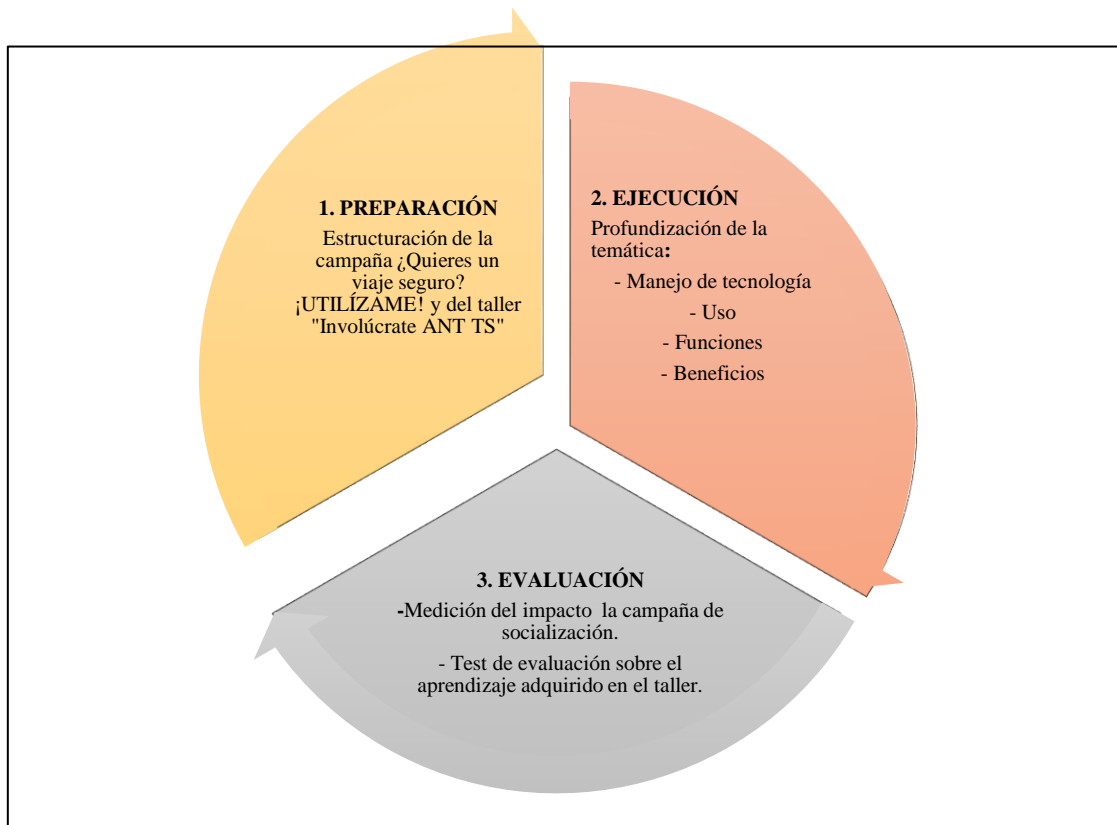 1. PREPARACIÓN
Estructuración de la
campaña ¿Quieres un
viaje seguro?
¡UTILÍZAME! y del taller
"Involúcrate ANT TS"
2. EJECUCIÓN
Profundización de la
temática:
- Manejo de tecnología
- Uso
- Funciones
- Beneficios
3. EVALUACIÓN
-Medición del impacto  la campaña de
socialización.
- Test de evaluación sobre el
aprendizaje adquirido en el taller.